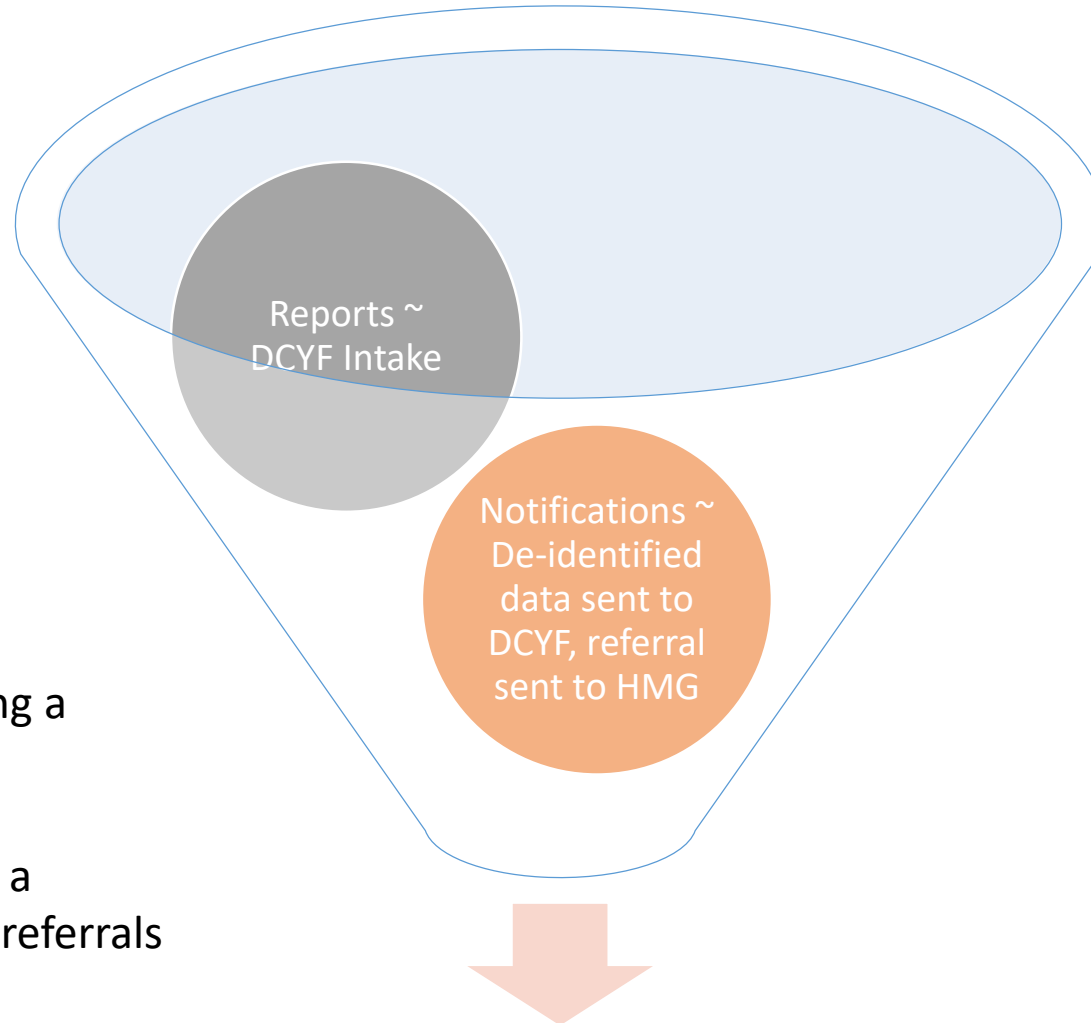 Reports ~
DCYF Intake
Notifications ~
De-identified
data sent to
DCYF, referral
sent to HMG
ng a
a
referrals